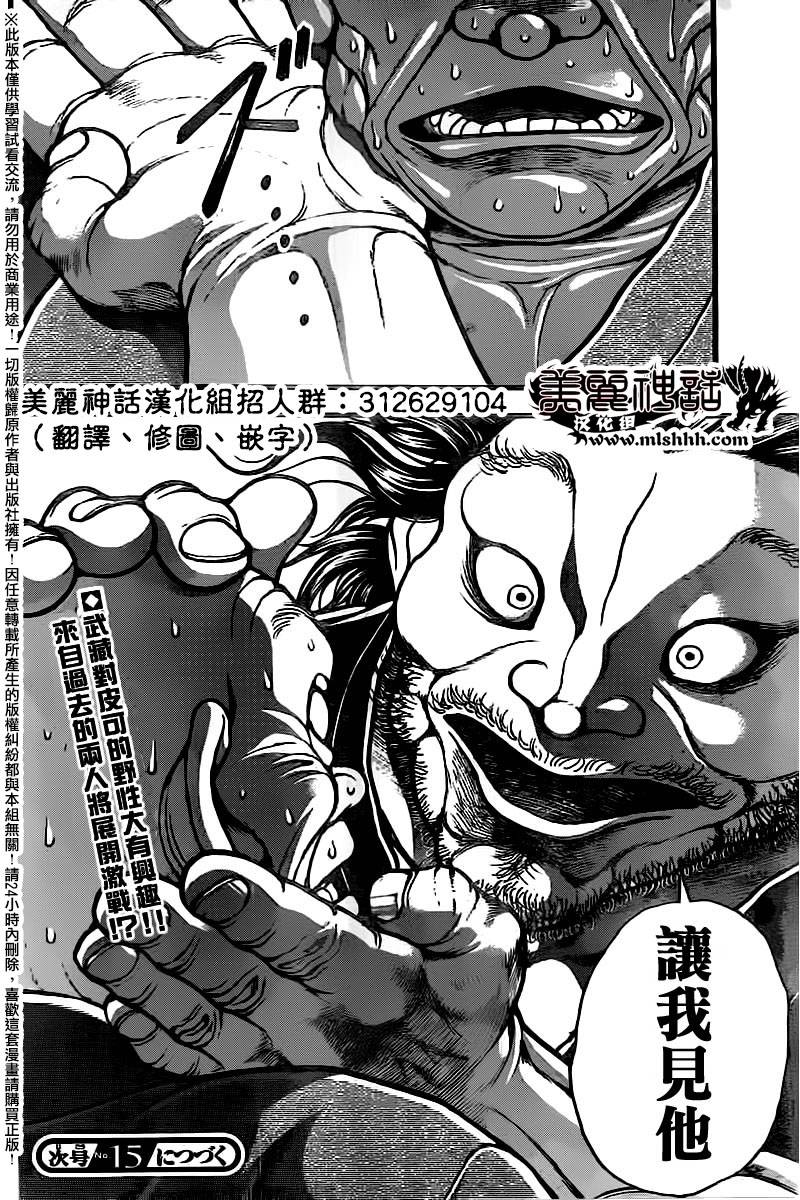 ※此版本僅供學習試看交流，請勿用於商業用途！一切版權歸原作者與出版社擁有！因任意轉載所產生的版權糾紛都與本組無關！請24小時內刪除，喜歡這套漫畫請購買正版！
美麗神話漢化組招人群：312629104
（翻譯、修圖、嵌字）
美麗神話
汉化组
www.mlshhh.com
武藏對皮可的野性大有興趣!!
來自過去的兩人將展開激戰!?
讓我見他
次号No.15につづく